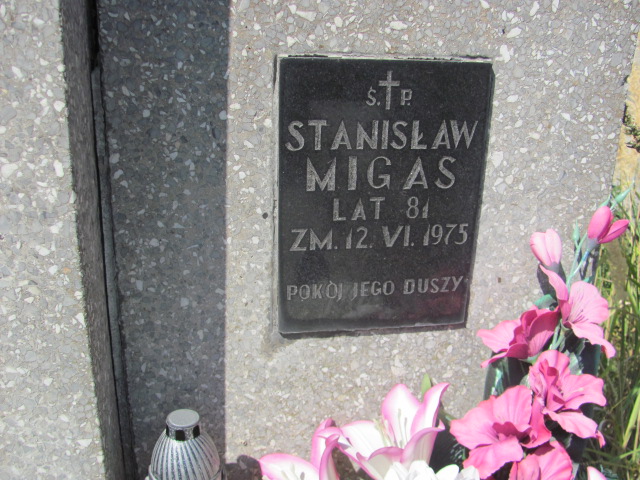 Ś.P.
STANISŁAW
MIGAS
LAT 81
ZM. 12. VI. 1975
POKÓJ JEGO DUSZY